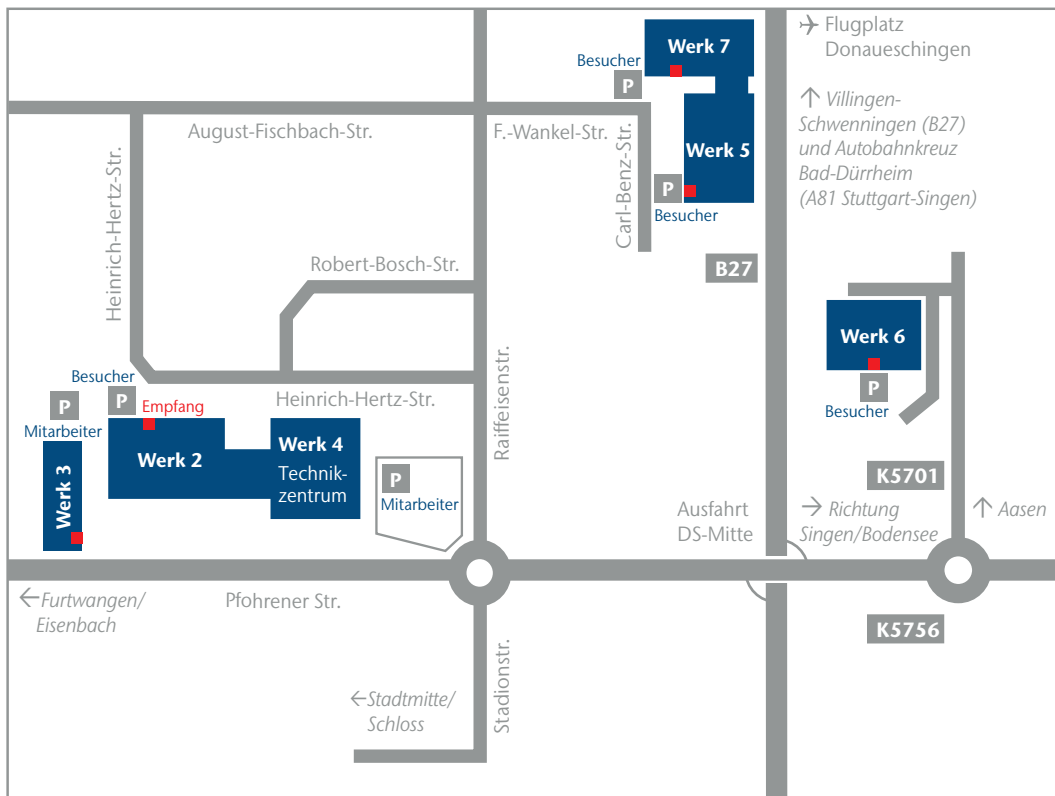 Werk 7
Besucher
P
Flugplatz
Donaueschingen
Villingen-
Schwenningen (B27)
und Autobahnkreuz
Bad-Dürrheim
(A81 Stuttgart-Singen)
August-Fischbach-Str.
F.-Wankel-Str.
Carl-Benz-Str.
Werk 5
P
Besucher
Heinrich-Hertz-Str.
Robert-Bosch-Str.
B27
Werk 6
P
Besucher
Raiffeisenstr.
Besucher
P
P
Empfang
Mitarbeiter
Heinrich-Hertz-Str.
Werk 3
Werk 2
Werk 4
Technik-
zentrum
P
Mitarbeiter
K5701
Ausfahrt
DS-Mitte
Richtung
Singen/Bodensee
Aasen
Furtwangen/
Eisenbach
Pfohrener Str.
K5756
Stadionstr.
Stadtmitte/
Schloss